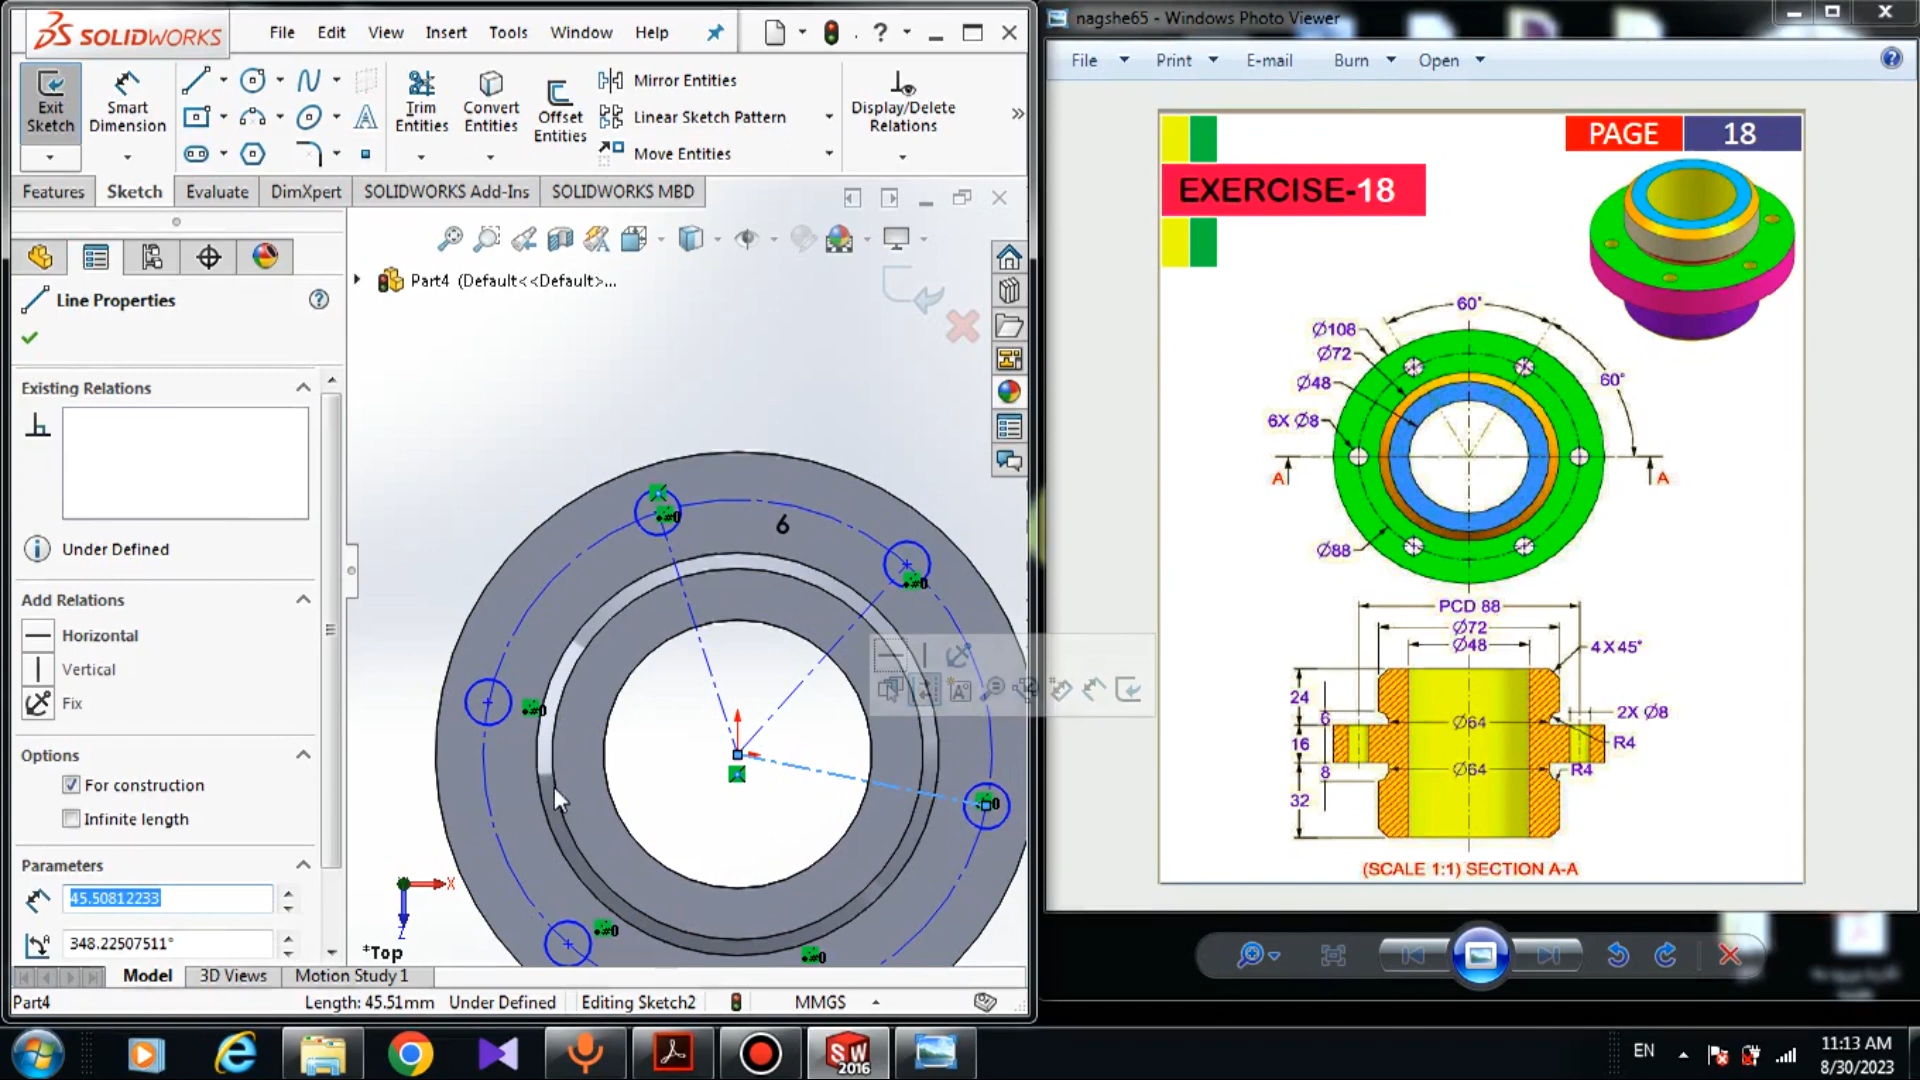 SOLIDWORKS
File
Edit
View
Insert
Tools
Window
Help
?
Exit Sketch
Smart Dimension
Trim Entities
Convert Entities
Offset Entities
Mirror Entities
Linear Sketch Pattern
Move Entities
Display/Delete Relations
Features
Sketch
Evaluate
DimXpert
SOLIDWORKS Add-Ins
SOLIDWORKS MBD
Line Properties
Existing Relations
Under Defined
Add Relations
Horizontal
Vertical
Fix
Options
For construction
Infinite length
Parameters
45.50812233
348.22507511°
Part4 (Default<<Default>...
6
X
Z
*Top
Model
3D Views
Motion Study 1
Part4
Length: 45.51mm
Under Defined
Editing Sketch2
MMGS
nagshe65 - Windows Photo Viewer
File
Print
E-mail
Burn
Open
PAGE
18
EXERCISE-18
60°
Ø108
Ø72
Ø48
60°
6X Ø8
A
A
Ø88
PCD 88
Ø72
Ø48
4 X 45°
24
6
Ø64
2X Ø8
16
R4
8
Ø64
R4
32
(SCALE 1:1) SECTION A-A
SW 2016
EN
11:13 AM
8/30/2023